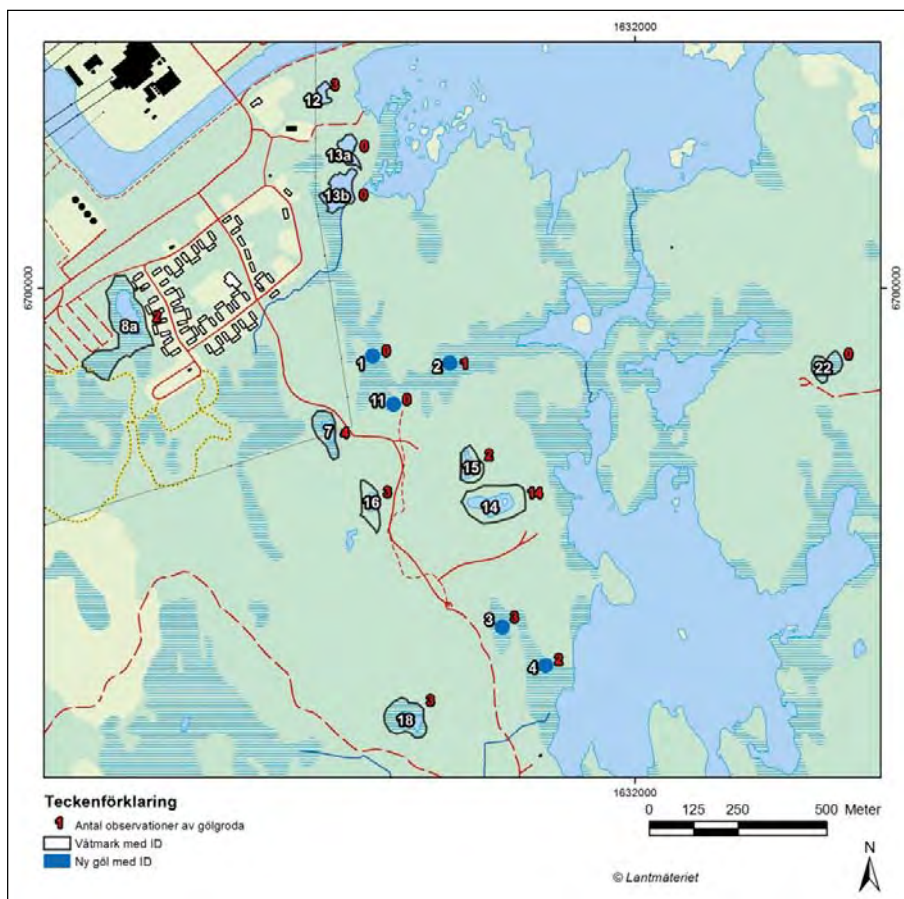 1632000
12 3
13a 0
13b 0
6700000
6700000
8a 2
1 0
2 1
22 0
11 0
7 4
15 2
16 3
14 14
3
4 2
18 3
1632000
Teckenförklaring
1 Antal observationer av gölgroda
Våtmark med ID
Ny göl med ID
0 125 250 500 Meter
N
© Lantmäteriet